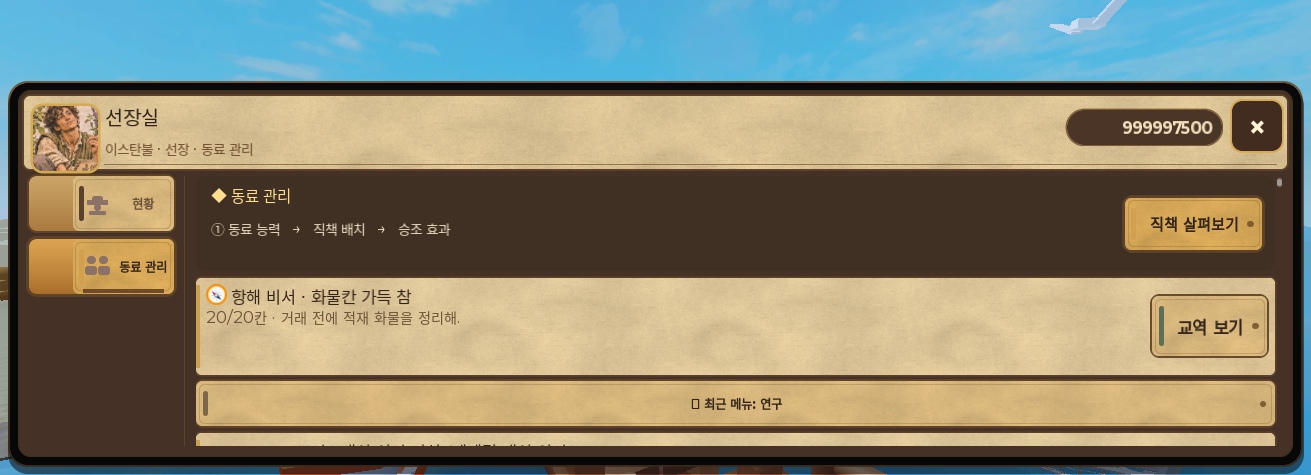 선장실
이스탄불 · 선장 · 동료 관리
999997500
×
현황
동료 관리
◆ 동료 관리
① 동료 능력 → 직책 배치 → 승조 효과
직책 살펴보기
항해 비서 · 화물칸 가득 참
20/20칸 · 거래 전에 적재 화물을 정리해.
교역 보기
최근 메뉴: 연구